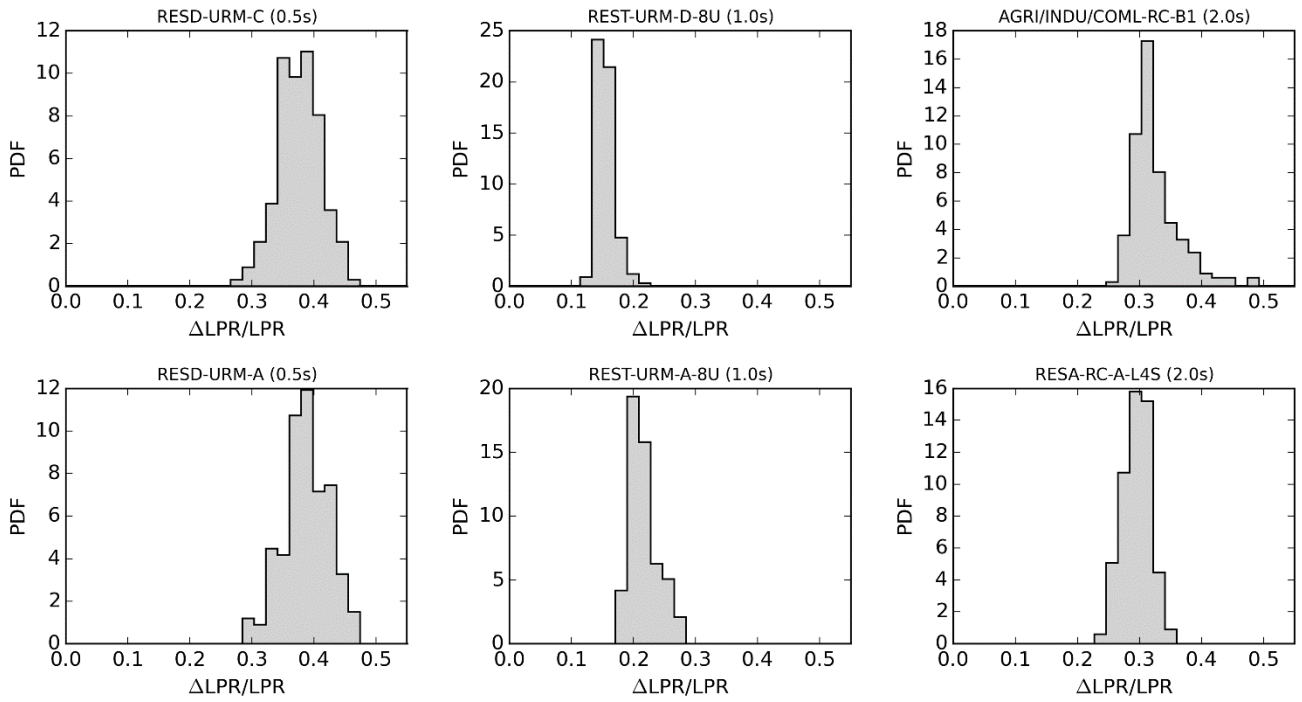 RESD-URM-C (0.5s)
PDF
12
10
8
6
4
2
0
0.0 0.1 0.2 0.3 0.4 0.5
ΔLPR/LPR
REST-URM-D-8U (1.0s)
PDF
25
20
15
10
5
0
0.0 0.1 0.2 0.3 0.4 0.5
ΔLPR/LPR
AGRI/INDU/COML-RC-B1 (2.0s)
PDF
18
16
14
12
10
8
6
4
2
0
0.0 0.1 0.2 0.3 0.4 0.5
ΔLPR/LPR
RESD-URM-A (0.5s)
PDF
12
10
8
6
4
2
0
0.0 0.1 0.2 0.3 0.4 0.5
ΔLPR/LPR
REST-URM-A-8U (1.0s)
PDF
20
15
10
5
0
0.0 0.1 0.2 0.3 0.4 0.5
ΔLPR/LPR
RESA-RC-A-L4S (2.0s)
PDF
16
14
12
10
8
6
4
2
0
0.0 0.1 0.2 0.3 0.4 0.5
ΔLPR/LPR